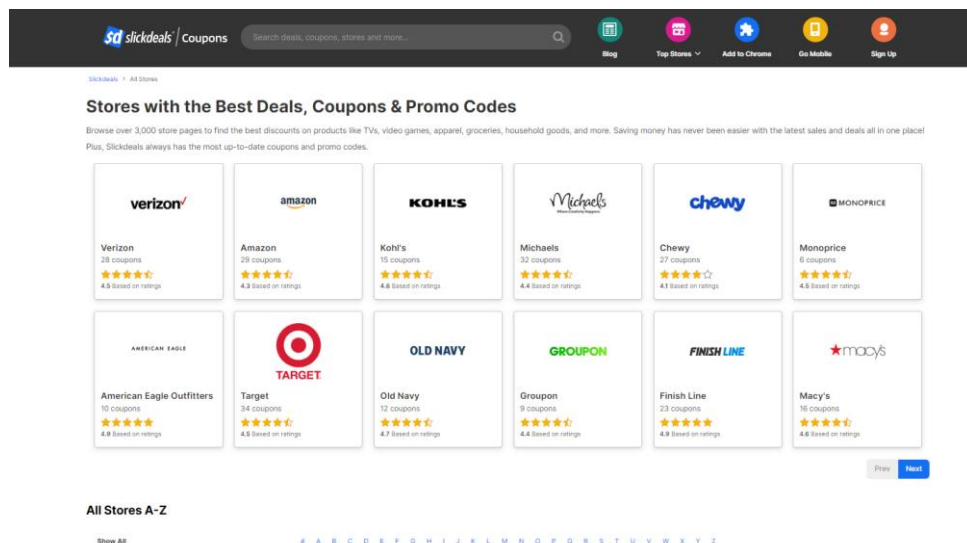 sd slickdeals | Coupons
Search deals, coupons, stores and more...
Blog
Top Stores
Add to Chrome
Go Mobile
Sign Up
Slickdeals > All Stores
Stores with the Best Deals, Coupons & Promo Codes
Browse over 3,000 store pages to find the best discounts on products like TVs, video games, apparel, groceries, household goods, and more. Saving money has never been easier with the latest sales and deals all in one place!
Plus, Slickdeals always has the most up-to-date coupons and promo codes.
verizon
Verizon
28 coupons
4.5 Based on ratings
amazon
Amazon
29 coupons
4.3 Based on ratings
KOHL'S
Kohl's
15 coupons
4.6 Based on ratings
Michaels
Where Creativity Happens
Michaels
32 coupons
4.4 Based on ratings
chewy
Chewy
27 coupons
4.1 Based on ratings
MONOPRICE
Monoprice
6 coupons
4.5 Based on ratings
AMERICAN EAGLE
American Eagle Outfitters
10 coupons
4.9 Based on ratings
TARGET
Target
34 coupons
4.5 Based on ratings
OLD NAVY
Old Navy
12 coupons
4.7 Based on ratings
GROUPON
Groupon
9 coupons
4.4 Based on ratings
FINISH LINE
Finish Line
23 coupons
4.9 Based on ratings
macy's
Macy's
16 coupons
4.6 Based on ratings
Prev
Next
All Stores A-Z
Show All
# A B C D E F G H I J K L M N O P Q R S T U V W X Y Z